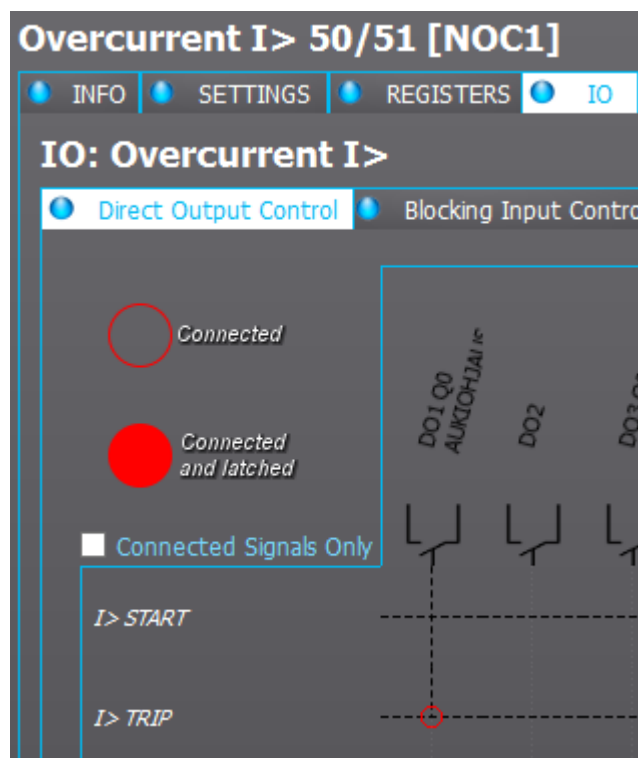 Overcurrent I> 50/51 [NOC1]
INFO SETTINGS REGISTERS IO
IO: Overcurrent I>
Direct Output Control Blocking Input Contro
Connected
Connected
and latched
DO1 Q0
DO2
DO3
Connected Signals Only
I> START
I> TRIP